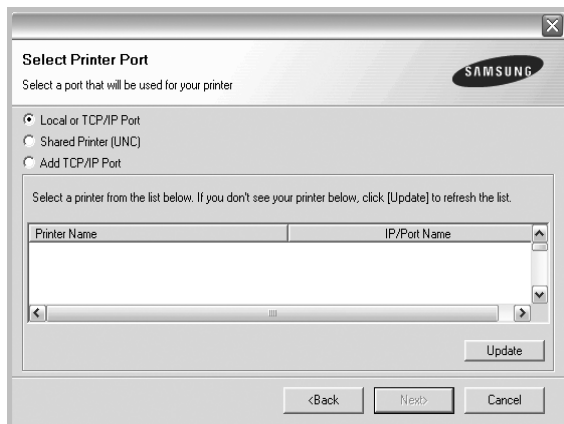 Select Printer Port
Select a port that will be used for your printer
SAMSUNG
Local or TCP/IP Port
Shared Printer (UNC)
Add TCP/IP Port
Select a printer from the list below. If you don't see your printer below, click [Update] to refresh the list.
Printer Name IP/Port Name
Update
<Back Next> Cancel